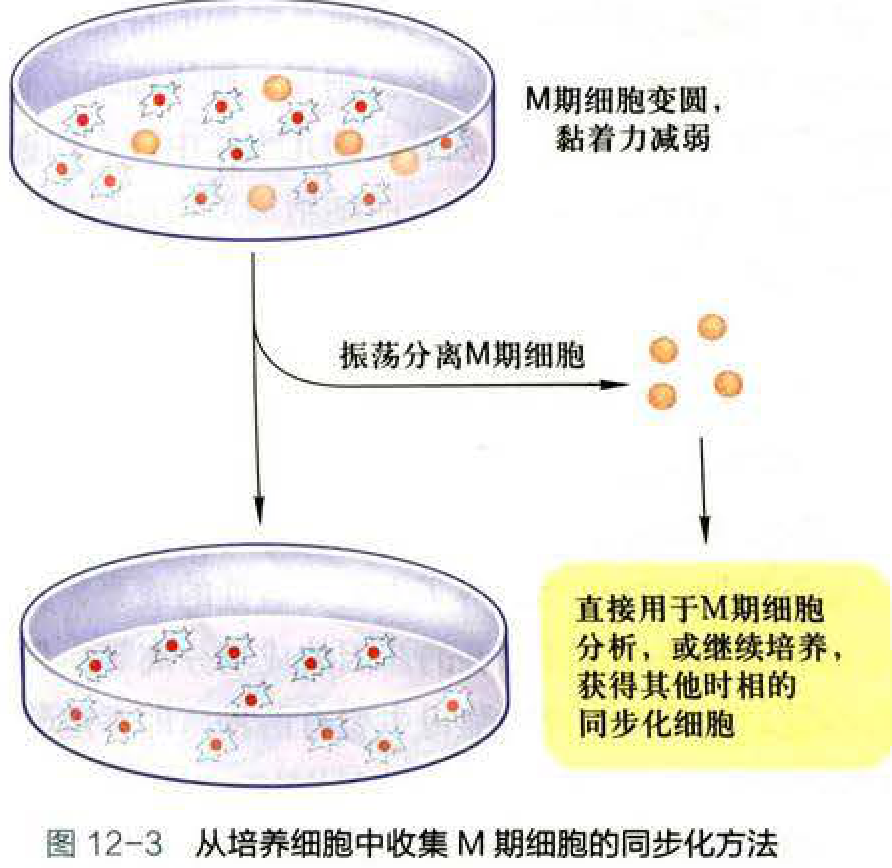 M期细胞变圆，
黏着力减弱
振荡分离M期细胞
直接用于M期细胞
分析，或继续培养，
获得其他时相的
同步化细胞
图 12-3 从培养细胞中收集 M 期细胞的同步化方法